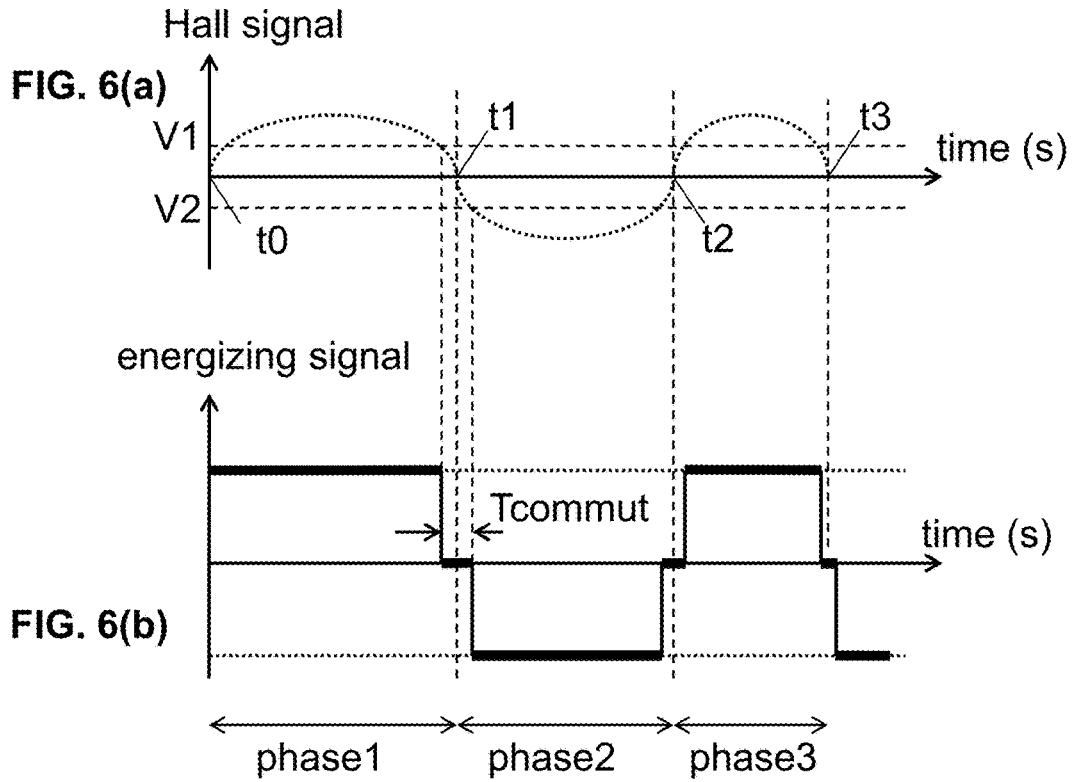 Hall signal
FIG. 6(a)
V1
t1
t3
time (s)
V2
t0
t2
energizing signal
Tcommut
time (s)
FIG. 6(b)
phase1
phase2
phase3